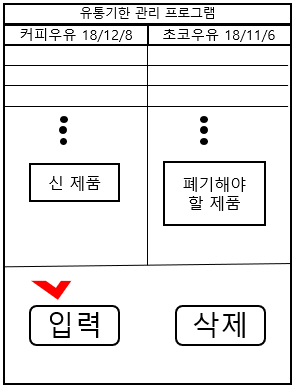 유통기한 관리 프로그램
커피우유 18/12/8
초코우유 18/11/6
신 제품
폐기해야
할 제품
입력
삭제